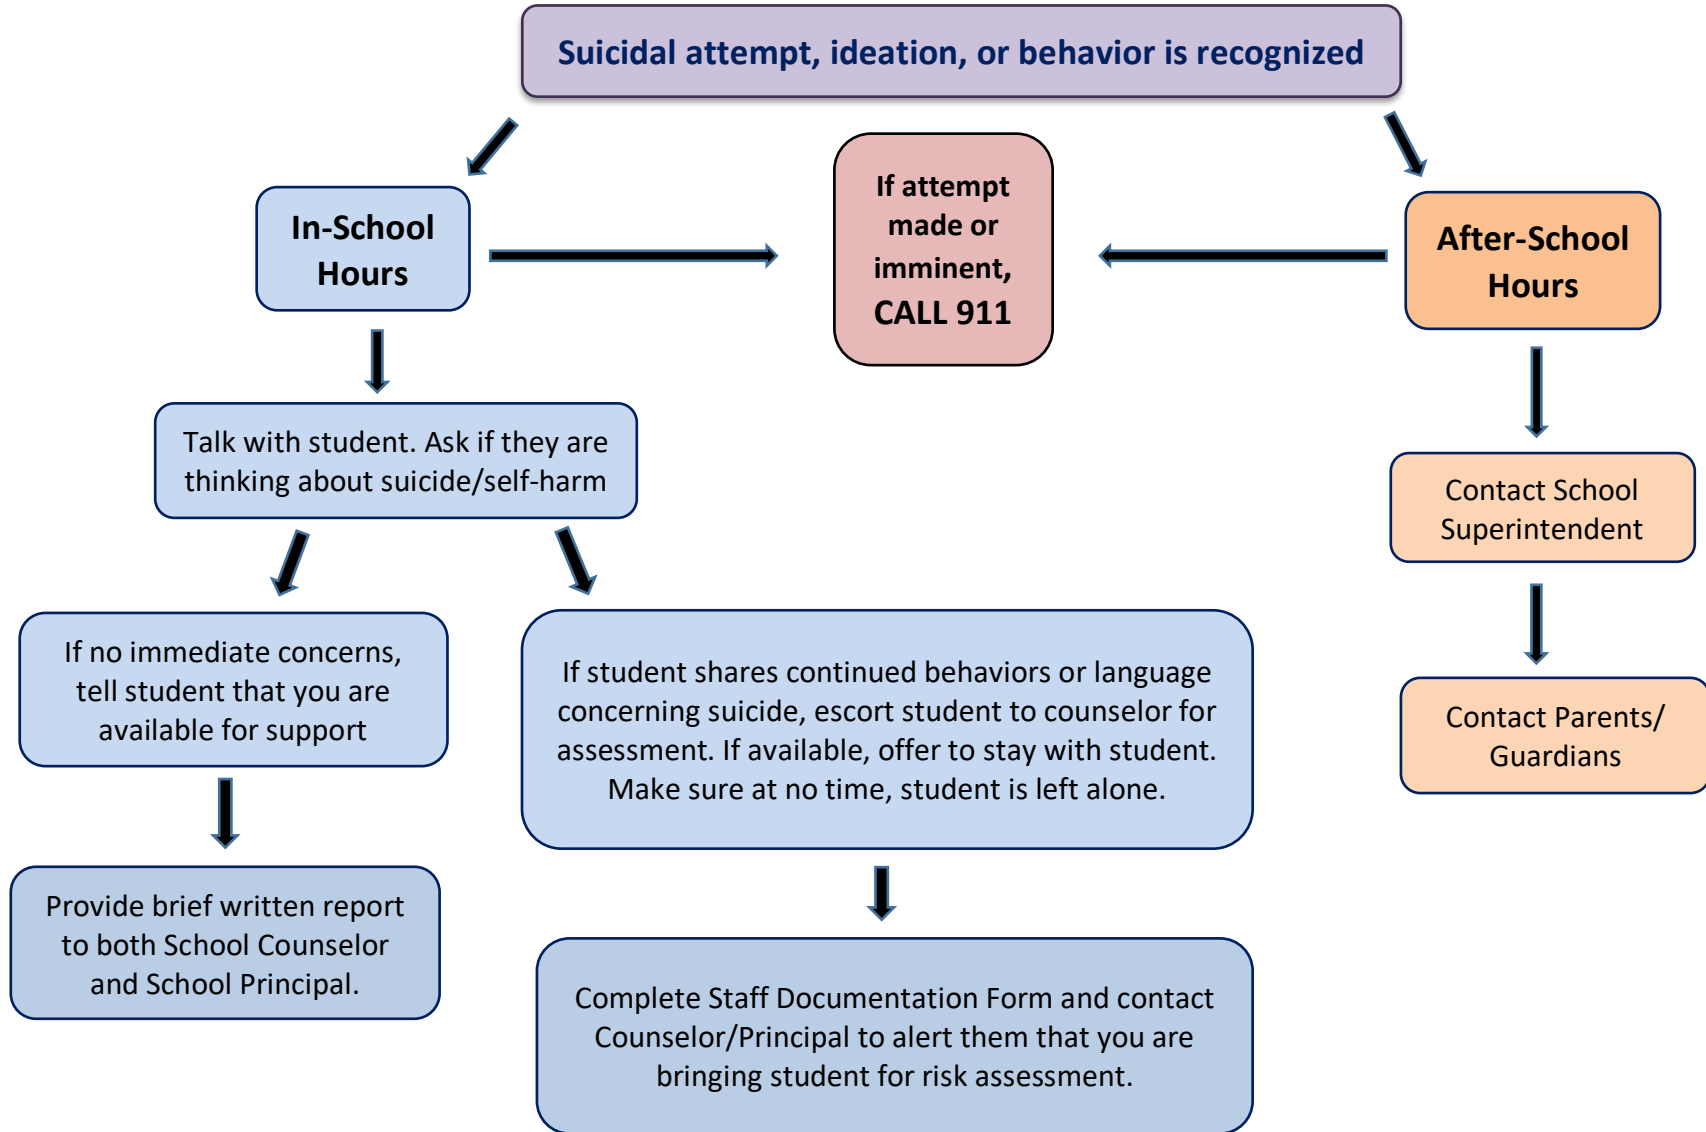 Suicidal attempt, ideation, or behavior is recognized
In-School
Hours
If attempt
made or
imminent,
CALL 911
After-School
Hours
Talk with student. Ask if they are
thinking about suicide/self-harm
Contact School
Superintendent
If no immediate concerns,
tell student that you are
available for support
If student shares continued behaviors or language
concerning suicide, escort student to counselor for
assessment. If available, offer to stay with student.
Make sure at no time, student is left alone.
Contact Parents/
Guardians
Provide brief written report
to both School Counselor
and School Principal.
Complete Staff Documentation Form and contact
Counselor/Principal to alert them that you are
bringing student for risk assessment.